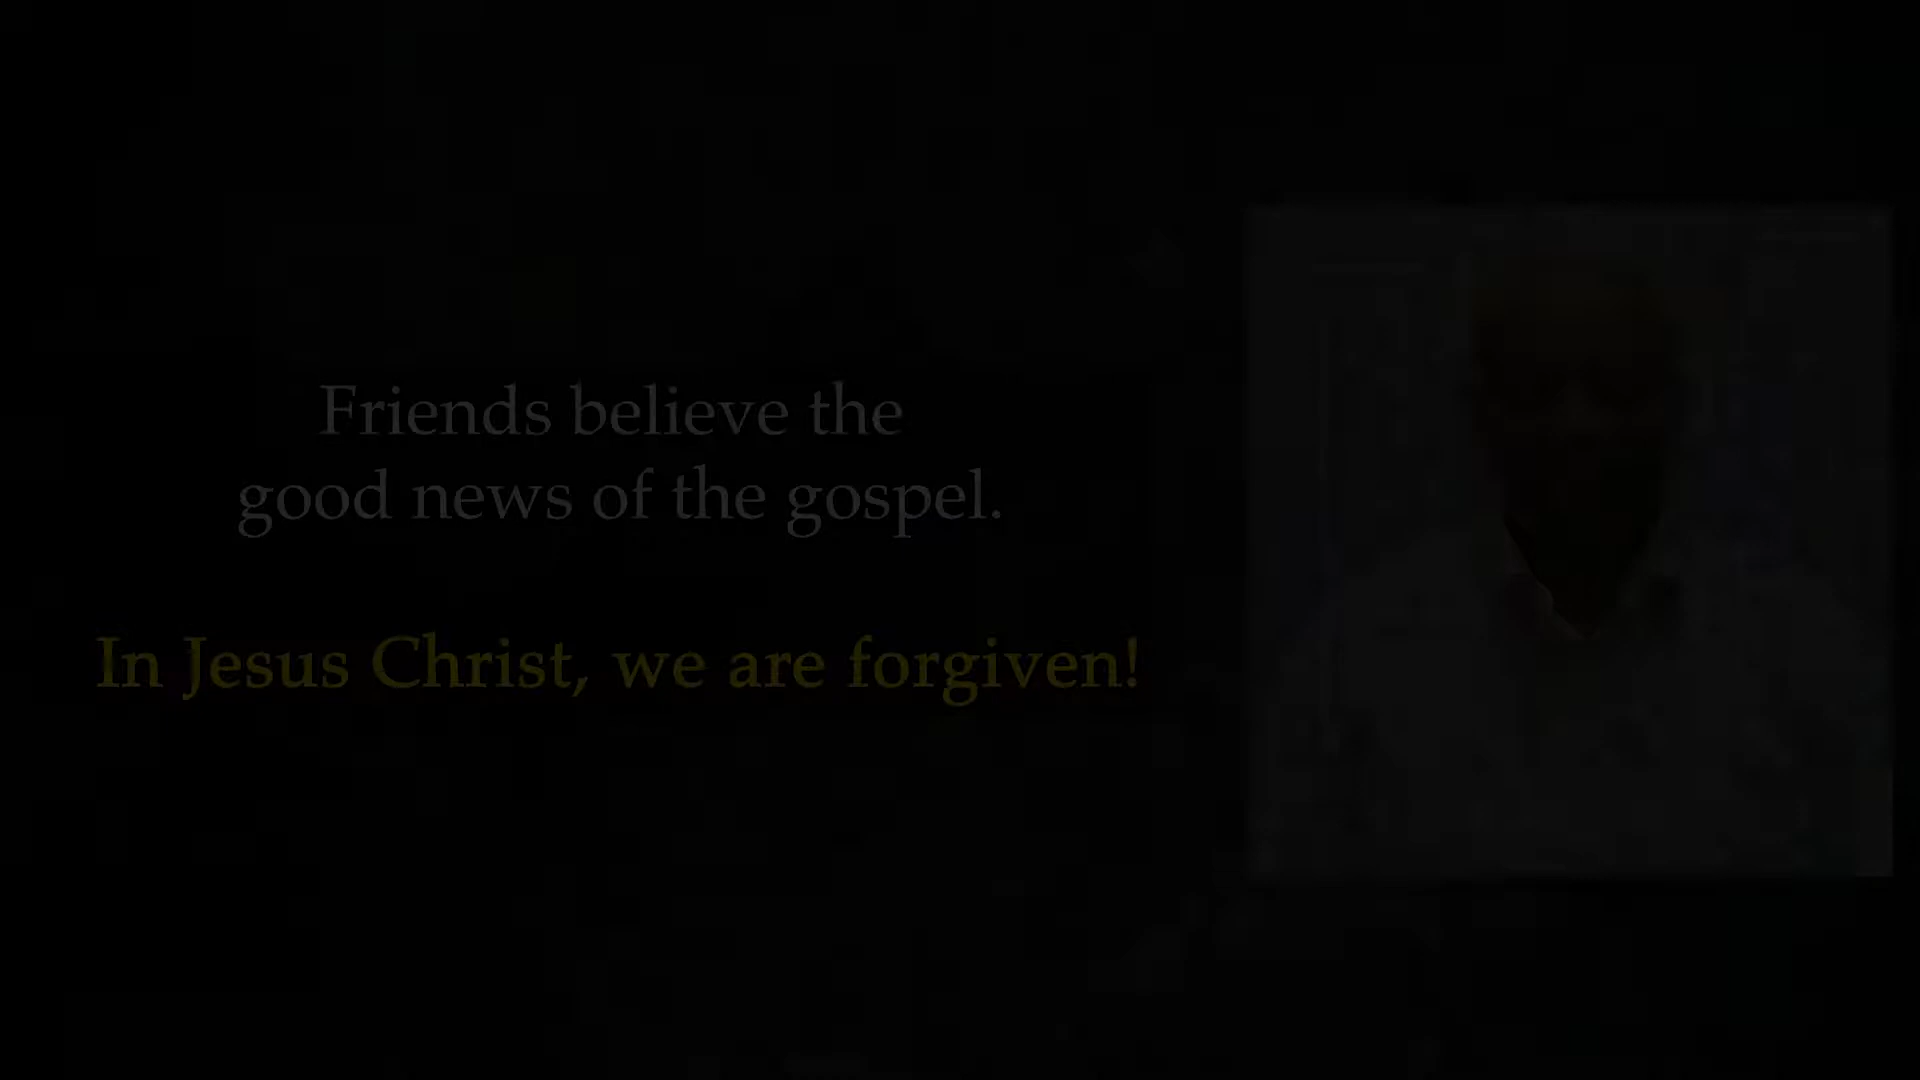 Friends believe the
good news of the gospel.
In Jesus Christ, we are forgiven!